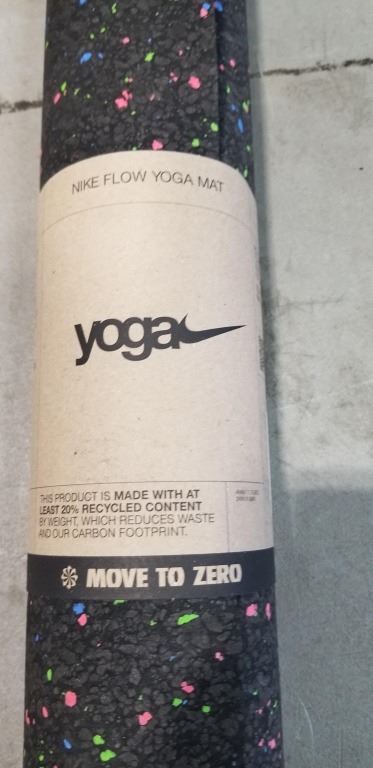 NIKE FLOW YOGA MAT
yoga
THIS PRODUCT IS MADE WITH AT
LEAST 20% RECYCLED CONTENT
BY WEIGHT, WHICH REDUCES WASTE
AND OUR CARBON FOOTPRINT.
MOVE TO ZERO